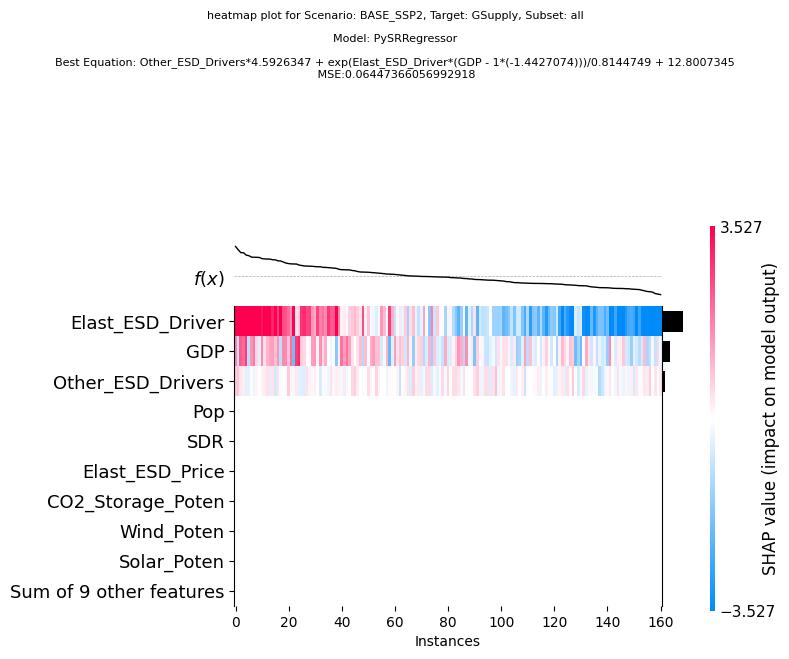 heatmap plot for Scenario: BASE_SSP2, Target: GSupply, Subset: all
Model: PySRRegressor
Best Equation: Other_ESD_Drivers*4.5926347 + exp(Elast_ESD_Driver*(GDP - 1*(-1.4427074)))/0.8144749 + 12.8007345
MSE:0.06447366056992918
3.527
f(x)
Elast_ESD_Driver
GDP
Other_ESD_Drivers
Pop
SDR
Elast_ESD_Price
CO2_Storage_Poten
Wind_Poten
Solar_Poten
Sum of 9 other features
SHAP value (impact on model output)
−3.527
0 20 40 60 80 100 120 140 160
Instances